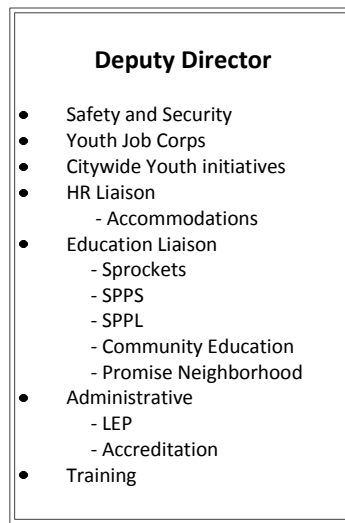 Deputy Director
• Safety and Security
• Youth Job Corps
• Citywide Youth initiatives
• HR Liaison
- Accommodations
• Education Liaison
- Sprockets
- SPPS
- SPPL
- Community Education
- Promise Neighborhood
• Administrative
- LEP
- Accreditation
• Training